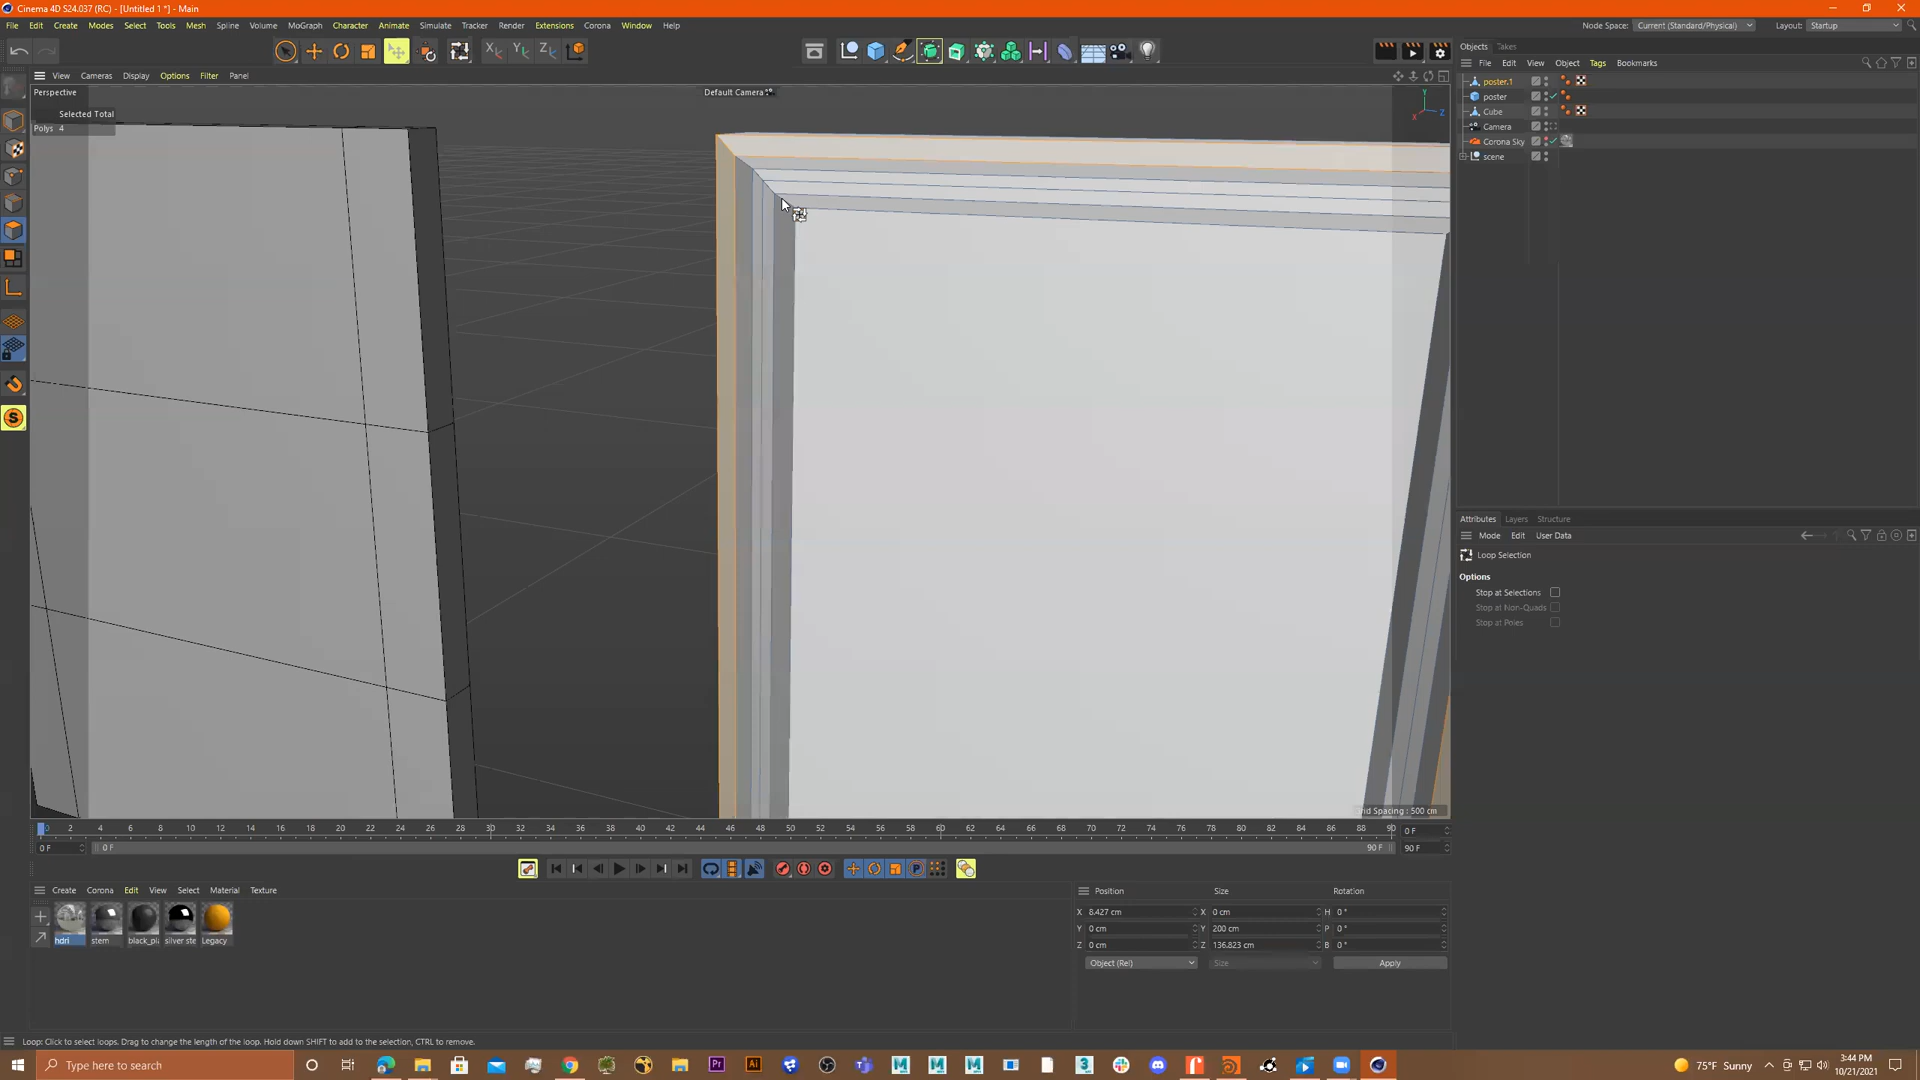 Cinema 4D S24.037 (RC) - [Untitled 1 *] - Main
File Edit Create Modes Select Tools Mesh Spline Volume MoGraph Character Animate Simulate Tracker Render Extensions Corona Window Help
Node Space: Current (Standard/Physical) Layout: Startup
X Y Z
Objects Takes
View Cameras Display Options Filter Panel
File Edit View Object Tags Bookmarks
Perspective
Default Camera
Selected Total
Polys 4
Y
Z
X
poster.1
poster
Cube
Camera
Corona Sky
scene
S
Attributes Layers Structure
Mode Edit User Data
Loop Selection
Options
Stop at Selections
Stop at Non-Quads
Stop at Poles
rid Spacing : 500 cm
0 2 4 6 8 10 12 14 16 18 20 22 24 26 28 30 32 34 36 38 40 42 44 46 48 50 52 54 56 58 60 62 64 66 68 70 72 74 76 78 80 82 84 86 88 90 0 F
0 F 0 F 90 F 90 F
Create Corona Edit View Select Material Texture
hdri stem black_pl silver ste Legacy
Position Size Rotation
X 8.427 cm X 0 cm H 0 °
Y 0 cm Y 200 cm P 0 °
Z 0 cm Z 136.823 cm B 0 °
Object (Rel) Size Apply
Loop: Click to select loops. Drag to change the length of the loop. Hold down SHIFT to add to the selection, CTRL to remove.
Type here to search
Pr Ai
75°F Sunny
3:44 PM
10/21/2021